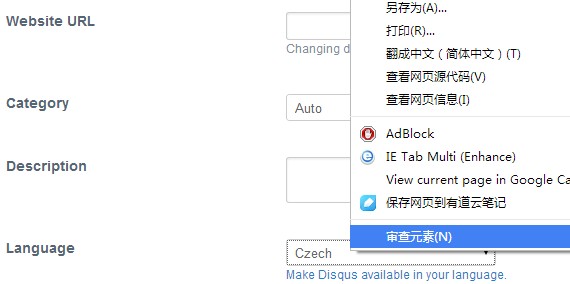 Website URL
Changing d
Category
Auto
Description
Language
Czech
Make Disqus available in your language.
另存为(A)...
打印(R)...
翻成中文（简体中文）(T)
查看网页源代码(V)
查看网页信息(I)
AdBlock
IE Tab Multi (Enhance)
View current page in Google Ca
保存网页到有道云笔记
审查元素(N)